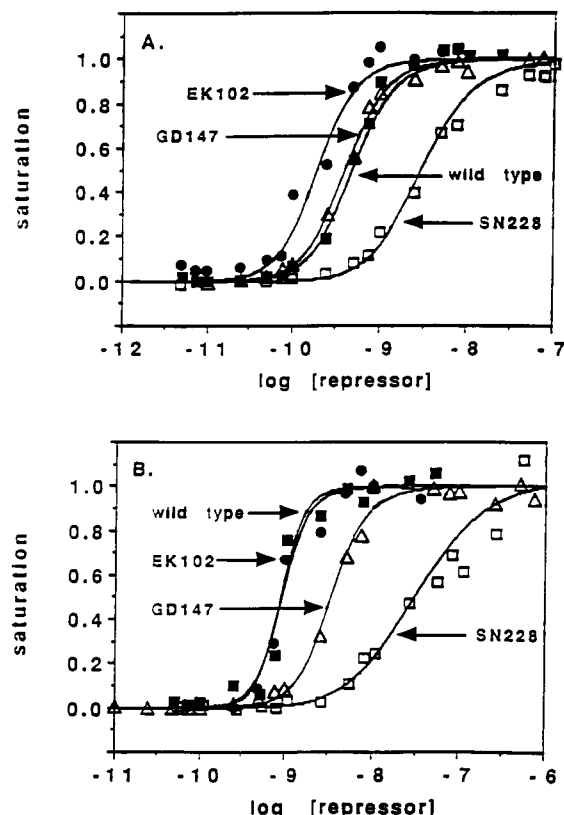 A.
1.0
0.8
0.6
0.4
0.2
0.0
saturation
EK102
GD147
wild type
SN228
-12 -11 -10 -9 -8 -7
log [repressor]
B.
1.0
0.8
0.6
0.4
0.2
0.0
saturation
wild type
EK102
GD147
SN228
-11 -10 -9 -8 -7 -6
log [repressor]